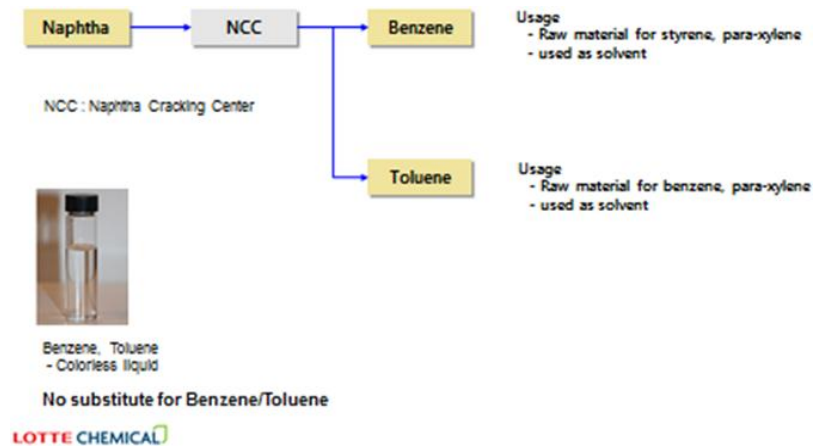 Naphtha
NCC
Benzene
Usage
- Raw material for styrene, para-xylene
- used as solvent
NCC : Naphtha Cracking Center
Toluene
Usage
- Raw material for benzene, para-xylene
- used as solvent
Benzene, Toluene
- Colorless liquid
No substitute for Benzene/Toluene
LOTTE CHEMICAL